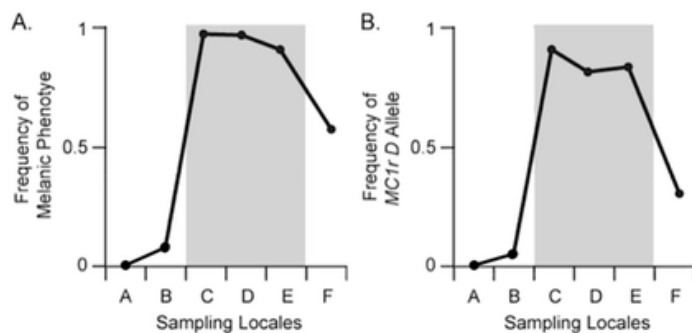 A.
1
0.5
0
Frequency of
Melanic Phenotye
A B C D E F
Sampling Locales
B.
1
0.5
0
Frequency of
MC1r D Allele
A B C D E F
Sampling Locales